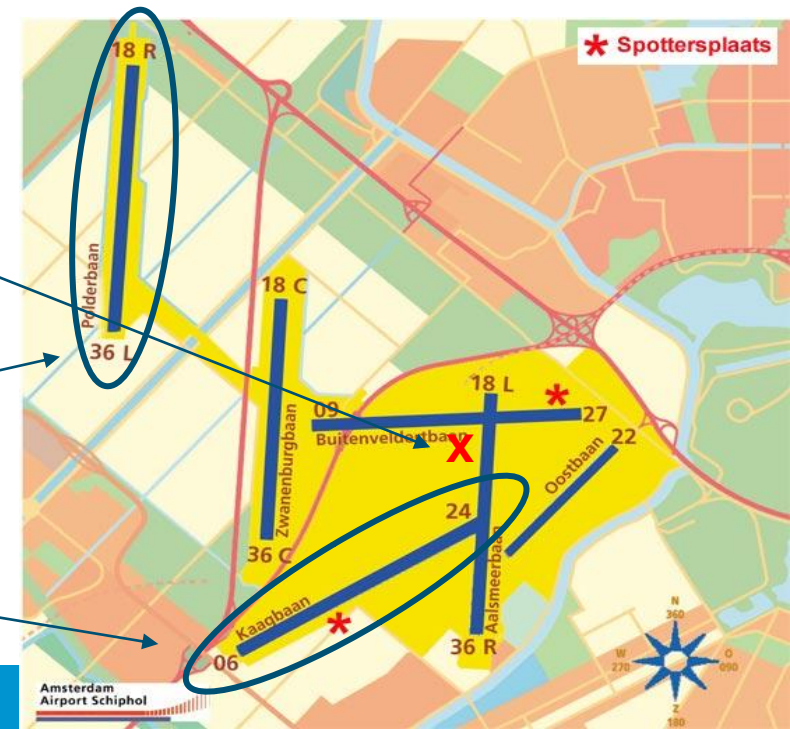 18 R
* Spottersplaats
Polderbaan
36 L
18 C
18 L
*
09
27
Buitenveldertbaan
X
22
Oostbaan
Zwanenburgbaan
24
36 C
Kaagbaan
*
Aalsmeerbaan
06
36 R
N
360
W
270
O
090
Z
180
Amsterdam
Airport Schiphol